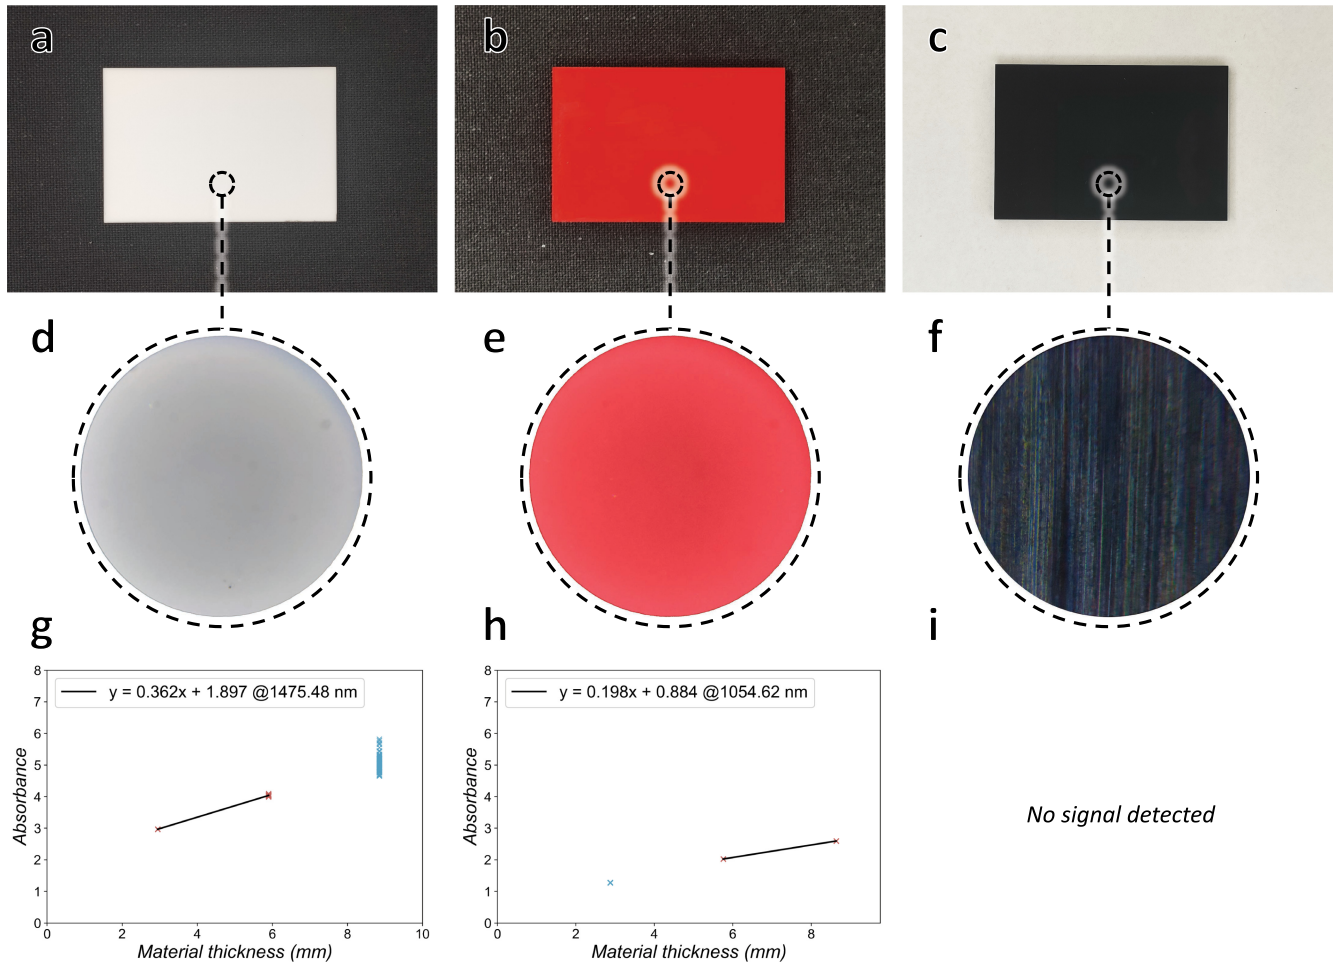 a
b
c
d
e
f
g
h
i
8
7
6
5
4
3
2
1
0
y = 0.362x + 1.897 @1475.48 nm
Absorbance
0 2 4 6 8 10
Material thickness (mm)
8
7
6
5
4
3
2
1
0
y = 0.198x + 0.884 @1054.62 nm
Absorbance
0 2 4 6 8
Material thickness (mm)
No signal detected